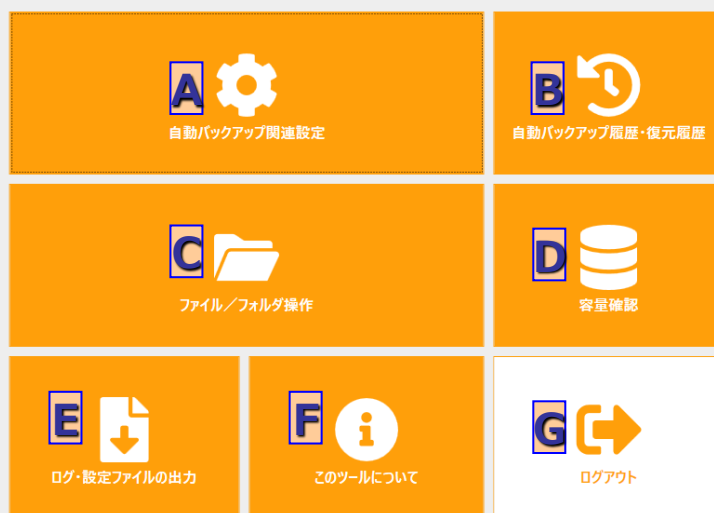 A
自動バックアップ関連設定
B
自動バックアップ履歴・復元履歴
C
ファイル／フォルダ操作
D
容量確認
E
ログ・設定ファイルの出力
F
このツールについて
G
ログアウト